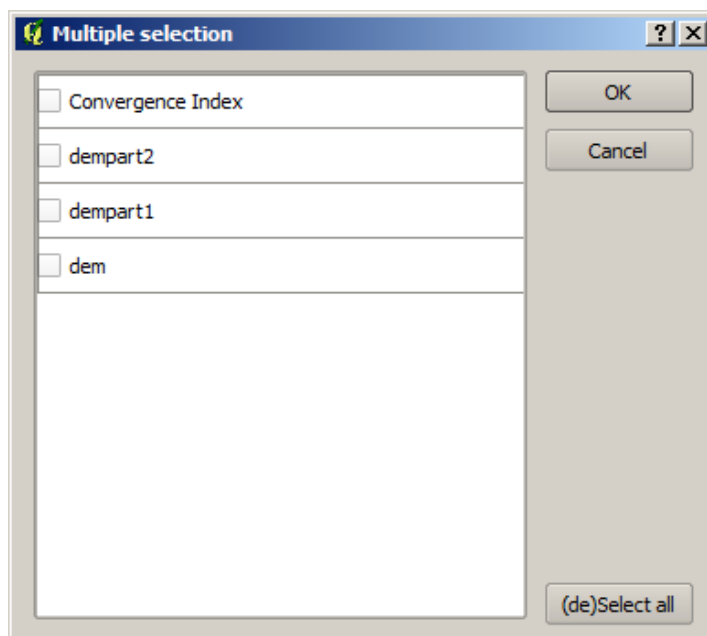 Multiple selection
Convergence Index
dempart2
dempart1
dem
OK
Cancel
(de)Select all